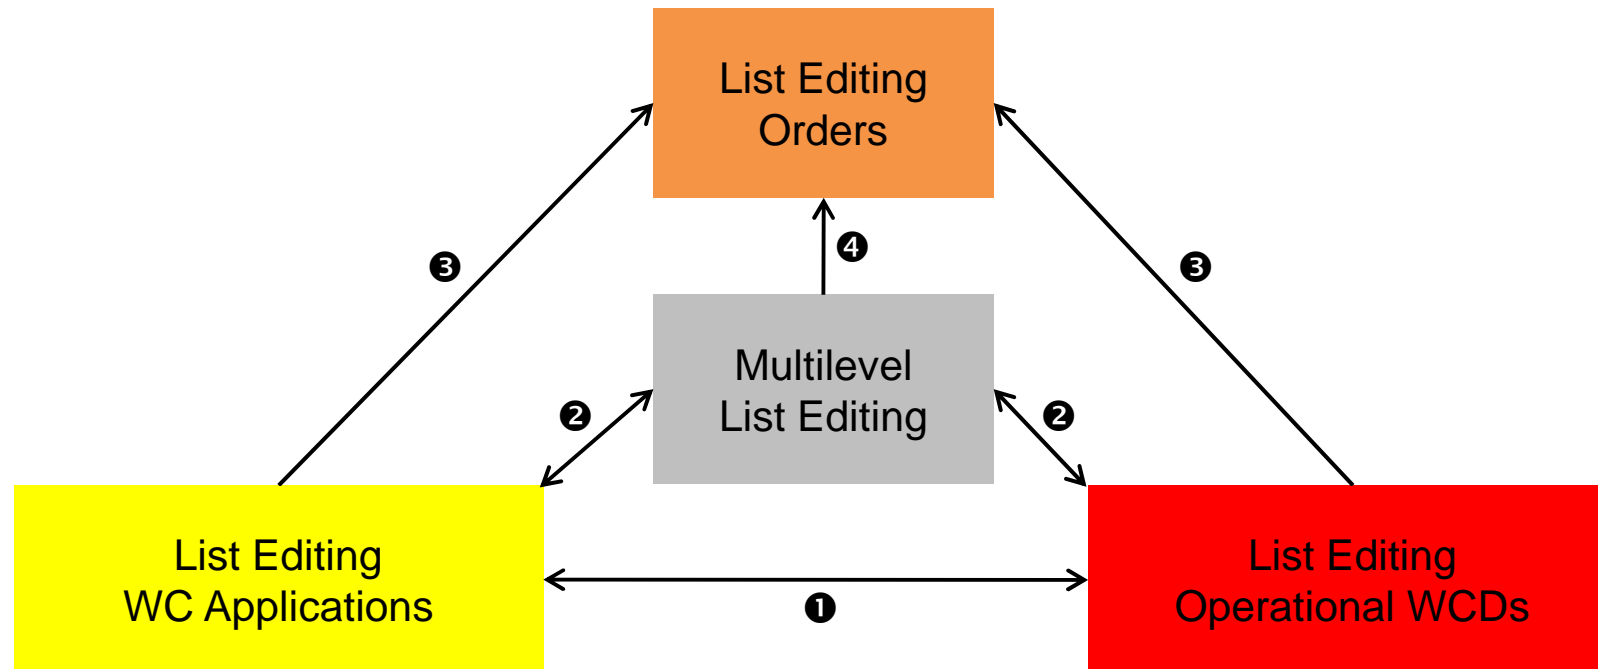 List Editing
Orders
❸
❹
❸
Multilevel
List Editing
❷
❷
List Editing
WC Applications
❶
List Editing
Operational WCDs